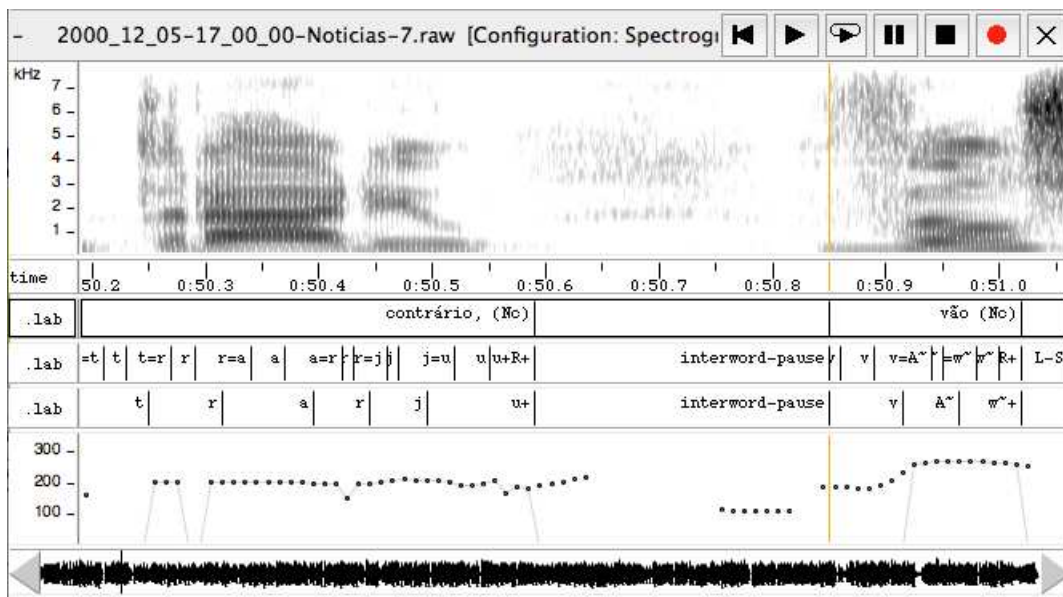 2000_12_05-17_00_00-Noticias-7.raw [Configuration: Spectrogr
kHz
7
6
5
4
3
2
1
time 50.2 0:50.3 0:50.4 0:50.5 0:50.6 0:50.7 0:50.8 0:50.9 0:51.0
.lab contrário, (Nc) vão (Nc)
.lab =t t t=r r r=a a a=r r r=j j j=u u u+R+ interword-pause v v v=A~ ~ =w~ w~ R+ L-S
.lab t r a r j u+ interword-pause v A~ w~+
300
200
100